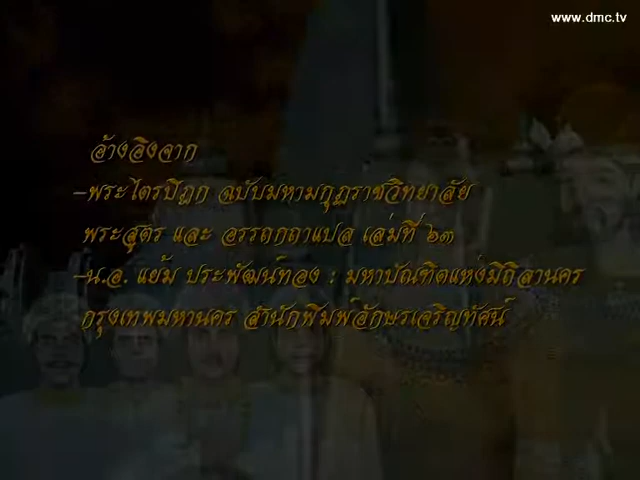 www.dmc.tv
อ้างอิงจาก
-พระไตรปิฎก ฉบับมหามกุฏราชวิทยาลัย
พระสูตร และ อรรถกถาแปล เล่มที่ ๖๓
-น.อ. แย้ม ประพัฒน์ทอง : มหาบัณฑิตแห่งมิถิลานคร
กรุงเทพมหานคร สำนักพิมพ์อักษรเจริญทัศน์